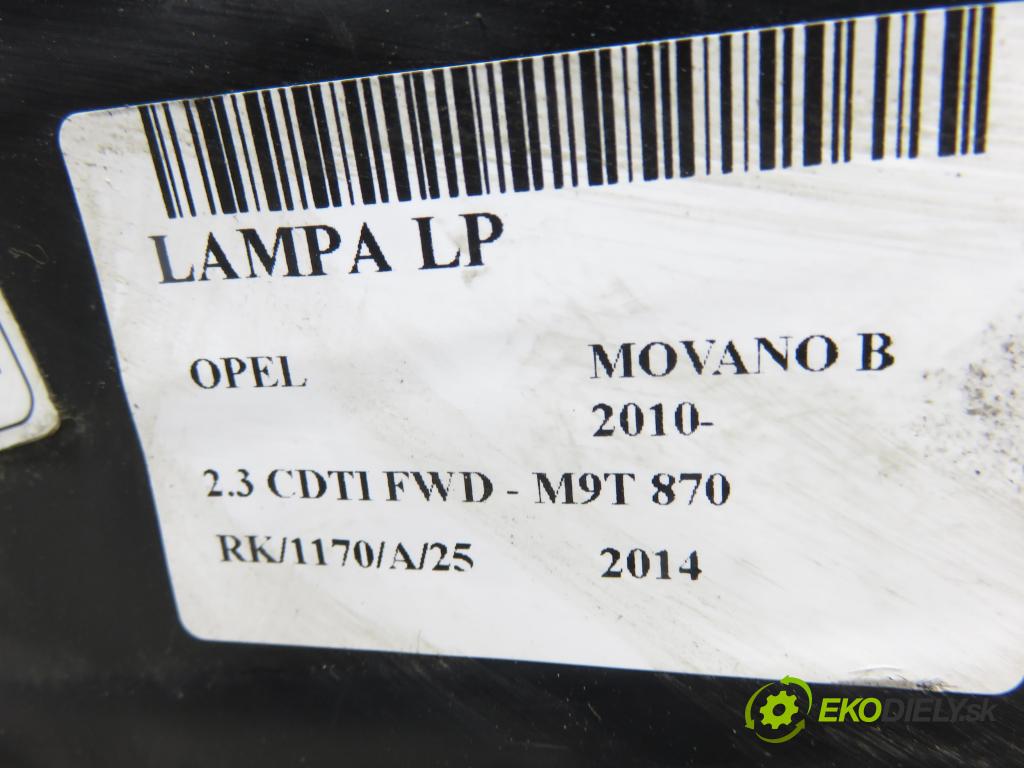 LAMPA LP
OPEL MOVANO B
2010-
2.3 CDTI FWD - M9T 870
RK/1170/A/25 2014
EKODIELY.sk